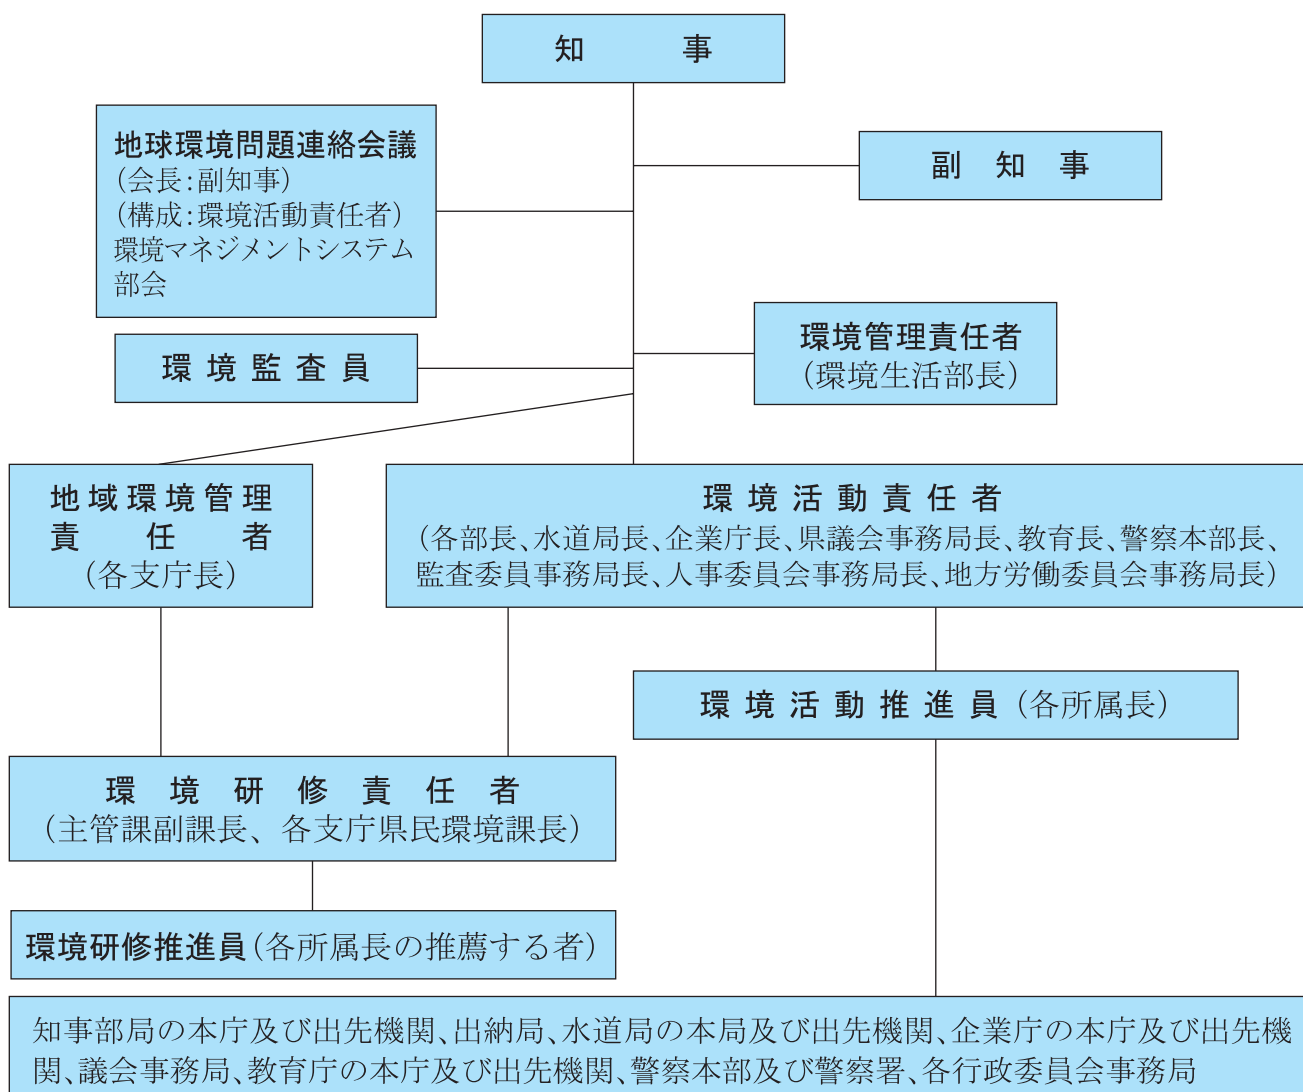 知事
地球環境問題連絡会議
（会長：副知事）
（構成：環境活動責任者）
環境マネジメントシステム
部会
副知事
環境管理責任者
（環境生活部長）
環境監査員
地域環境管理
責任者
（各支庁長）
環境活動責任者
（各部長、水道局長、企業庁長、県議会事務局長、教育長、警察本部長、
監査委員事務局長、人事委員会事務局長、地方労働委員会事務局長）
環境活動推進員（各所属長）
環境研修責任者
（主管課副課長、各支庁県民環境課長）
環境研修推進員（各所属長の推薦する者）
知事部局の本庁及び出先機関、出納局、水道局の本局及び出先機関、企業庁の本庁及び出先機
関、議会事務局、教育庁の本庁及び出先機関、警察本部及び警察署、各行政委員会事務局